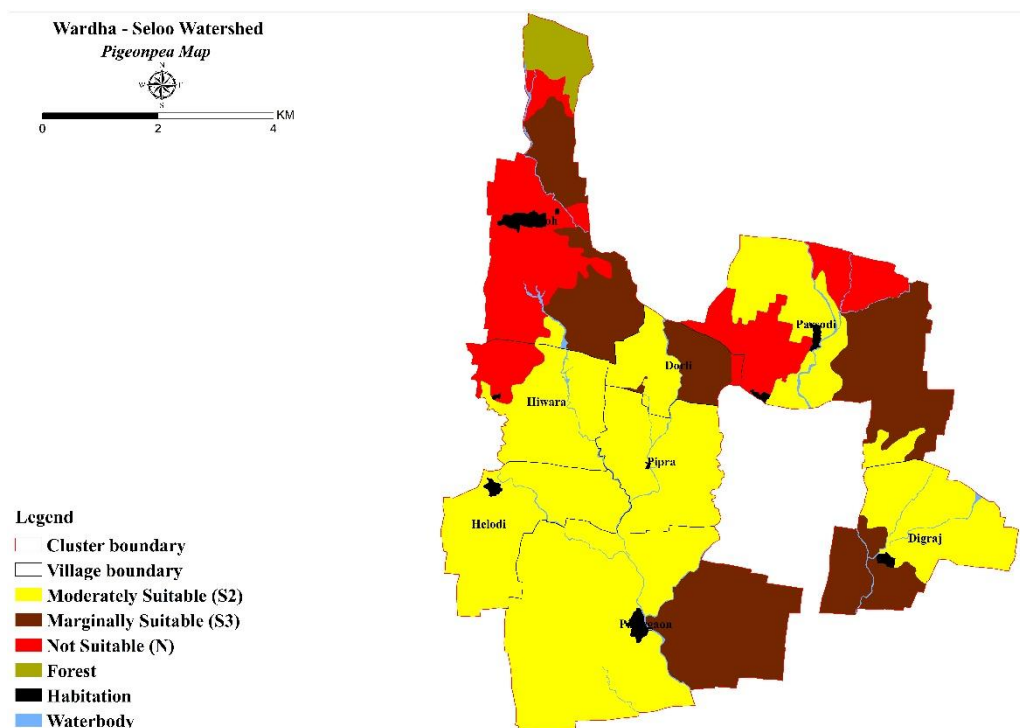 Wardha - Seloo Watershed
Pigeonpea Map
N
W E
S
0 2 4 KM
Parsodi
Dorli
Hiwara
Pipra
Helodi
Digraj
Legend
Cluster boundary
Village boundary
Moderately Suitable (S2)
Marginally Suitable (S3)
Not Suitable (N)
Forest
Habitation
Waterbody